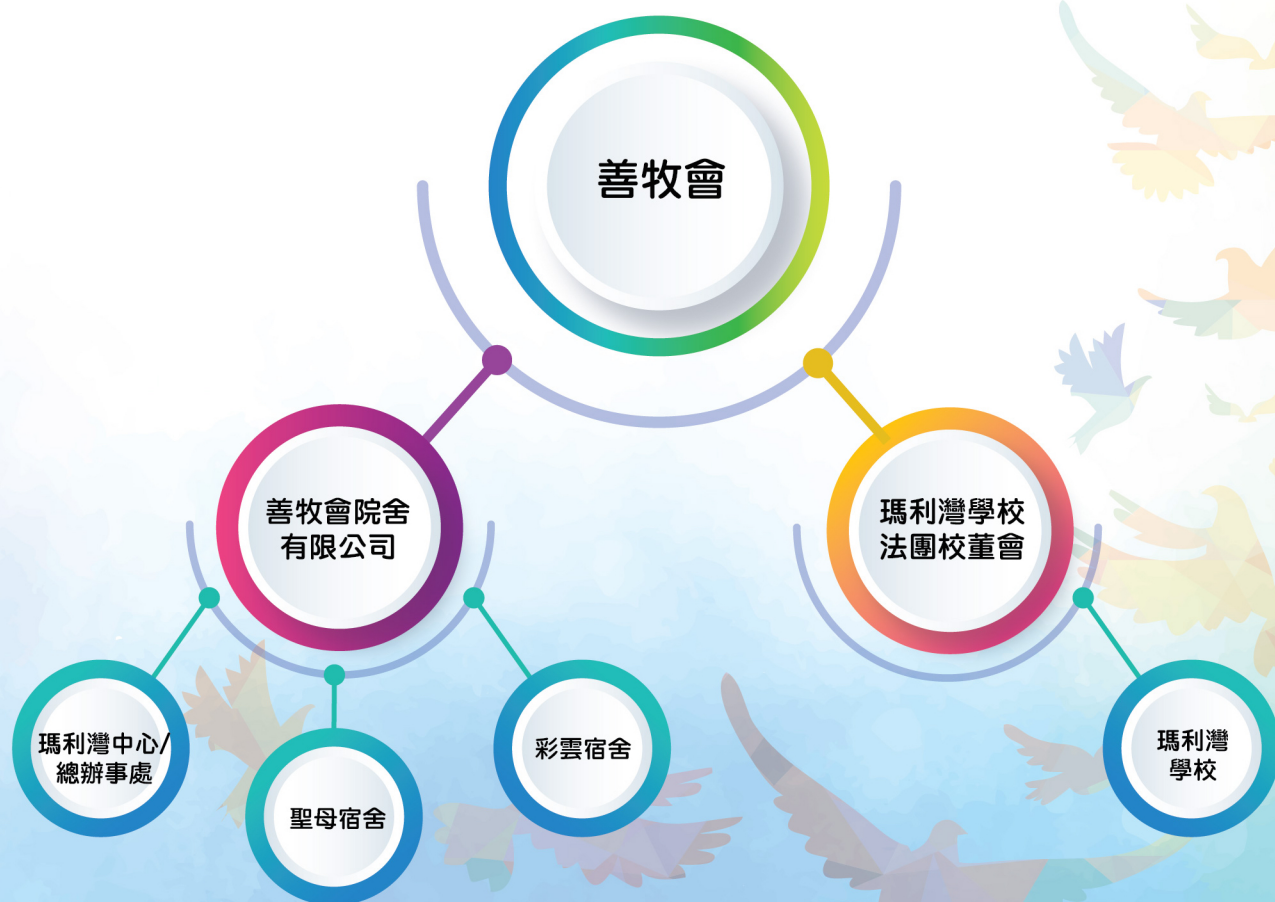 善牧會
善牧會院舍
有限公司
瑪利灣學校
法團校董會
瑪利灣中心/
總辦事處
聖母宿舍
彩雲宿舍
瑪利灣
學校